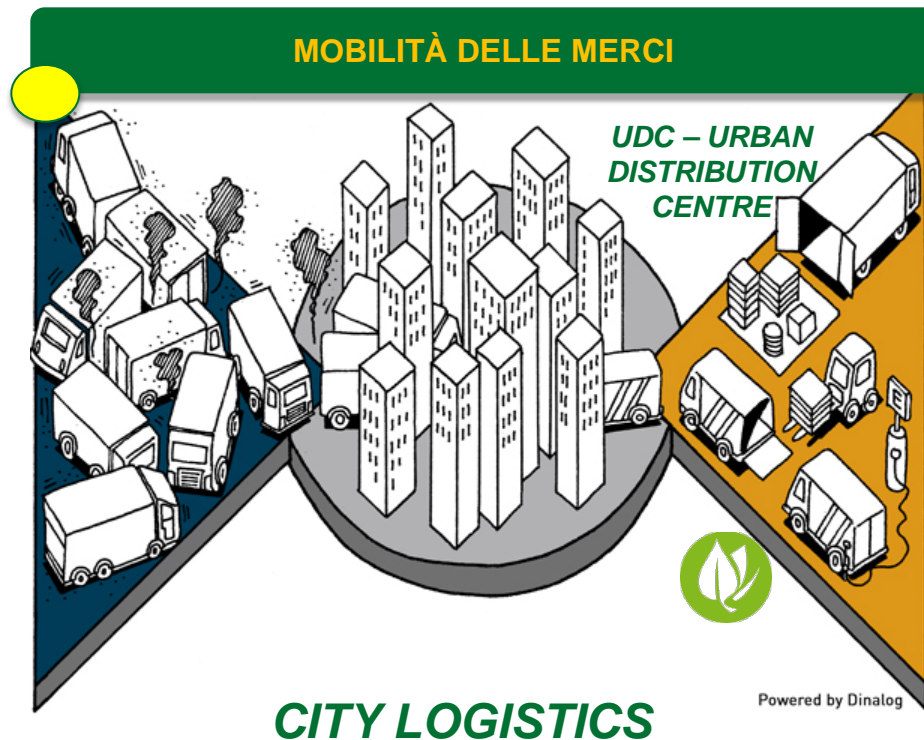 MOBILITÀ DELLE MERCI
UDC – URBAN
DISTRIBUTION
CENTRE
Powered by Dinalog
CITY LOGISTICS